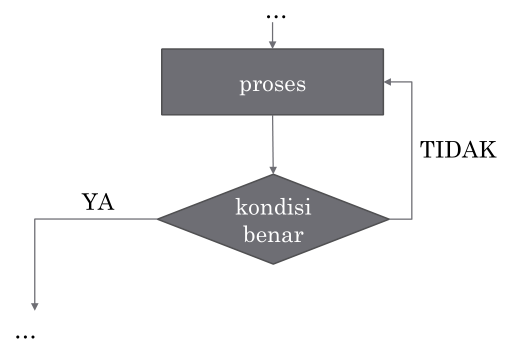 ...
proses
TIDAK
YA
kondisi
benar
...